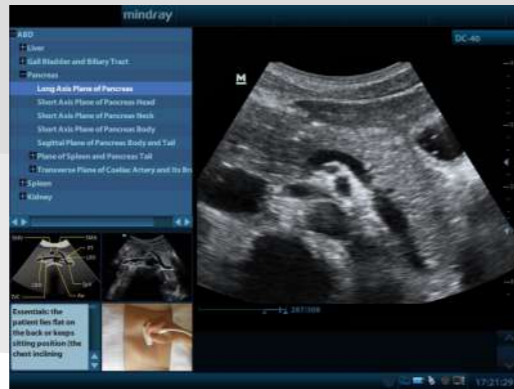 mindray
ABD
Liver
Gall Bladder and Biliary Tract
Pancreas
Long Axis Plane of Pancreas
Short Axis Plane of Pancreas Head
Short Axis Plane of Pancreas Neck
Short Axis Plane of Pancreas Body
Sagittal Plane of Pancreas Body and Tail
Plane of Spleen and Pancreas Tail
Transverse Plane of Coeliac Artery and Its Br
Spleen
Kidney
DC-40
M
Essentials: the
patient lies flat on
the back or keeps
sitting position (the
chest inclining
17:21:29